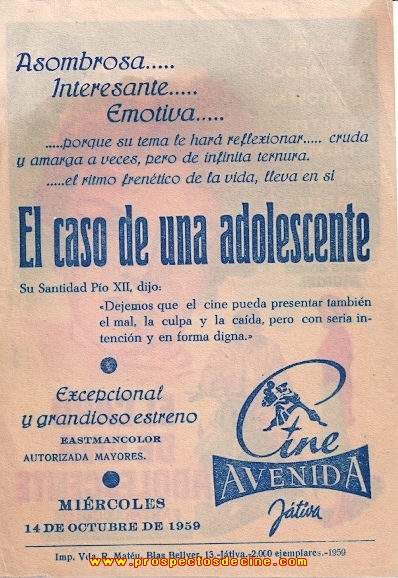 Asombrosa.....
Interesante.....
Emotiva.....
.....porque su tema le hará reflexionar..... cruda
y amarga a veces, pero de infinita ternura.
.....el ritmo frenético de la vida, lleva en si
El caso de una adolescente
Su Santidad Pío XII, dijo:
«Dejemos que el cine pueda presentar también
el mal, la culpa y la caída, pero con seria in-
tención y en forma digna.»
Excepcional
y grandioso estreno
EASTMANCOLOR
AUTORIZADA MAYORES.
MIÉRCOLES
14 DE OCTUBRE DE 1959
Cine
AVENIDA
Játiva
Imp. Vda. R. Matéu, Blas Bellver, 13.-Játiva.-2.000 ejemplares.-1959
www.prospectosdecine.com